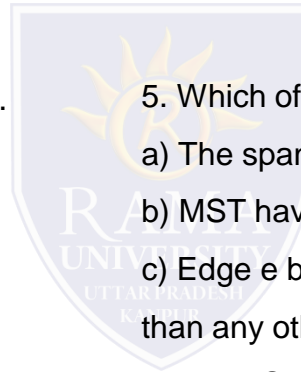 .
5. Which of
a) The span
b) MST hav
c) Edge e b
than any oth
RAMA
UNIVERSITY
UTTAR PRADESH
KANPUR